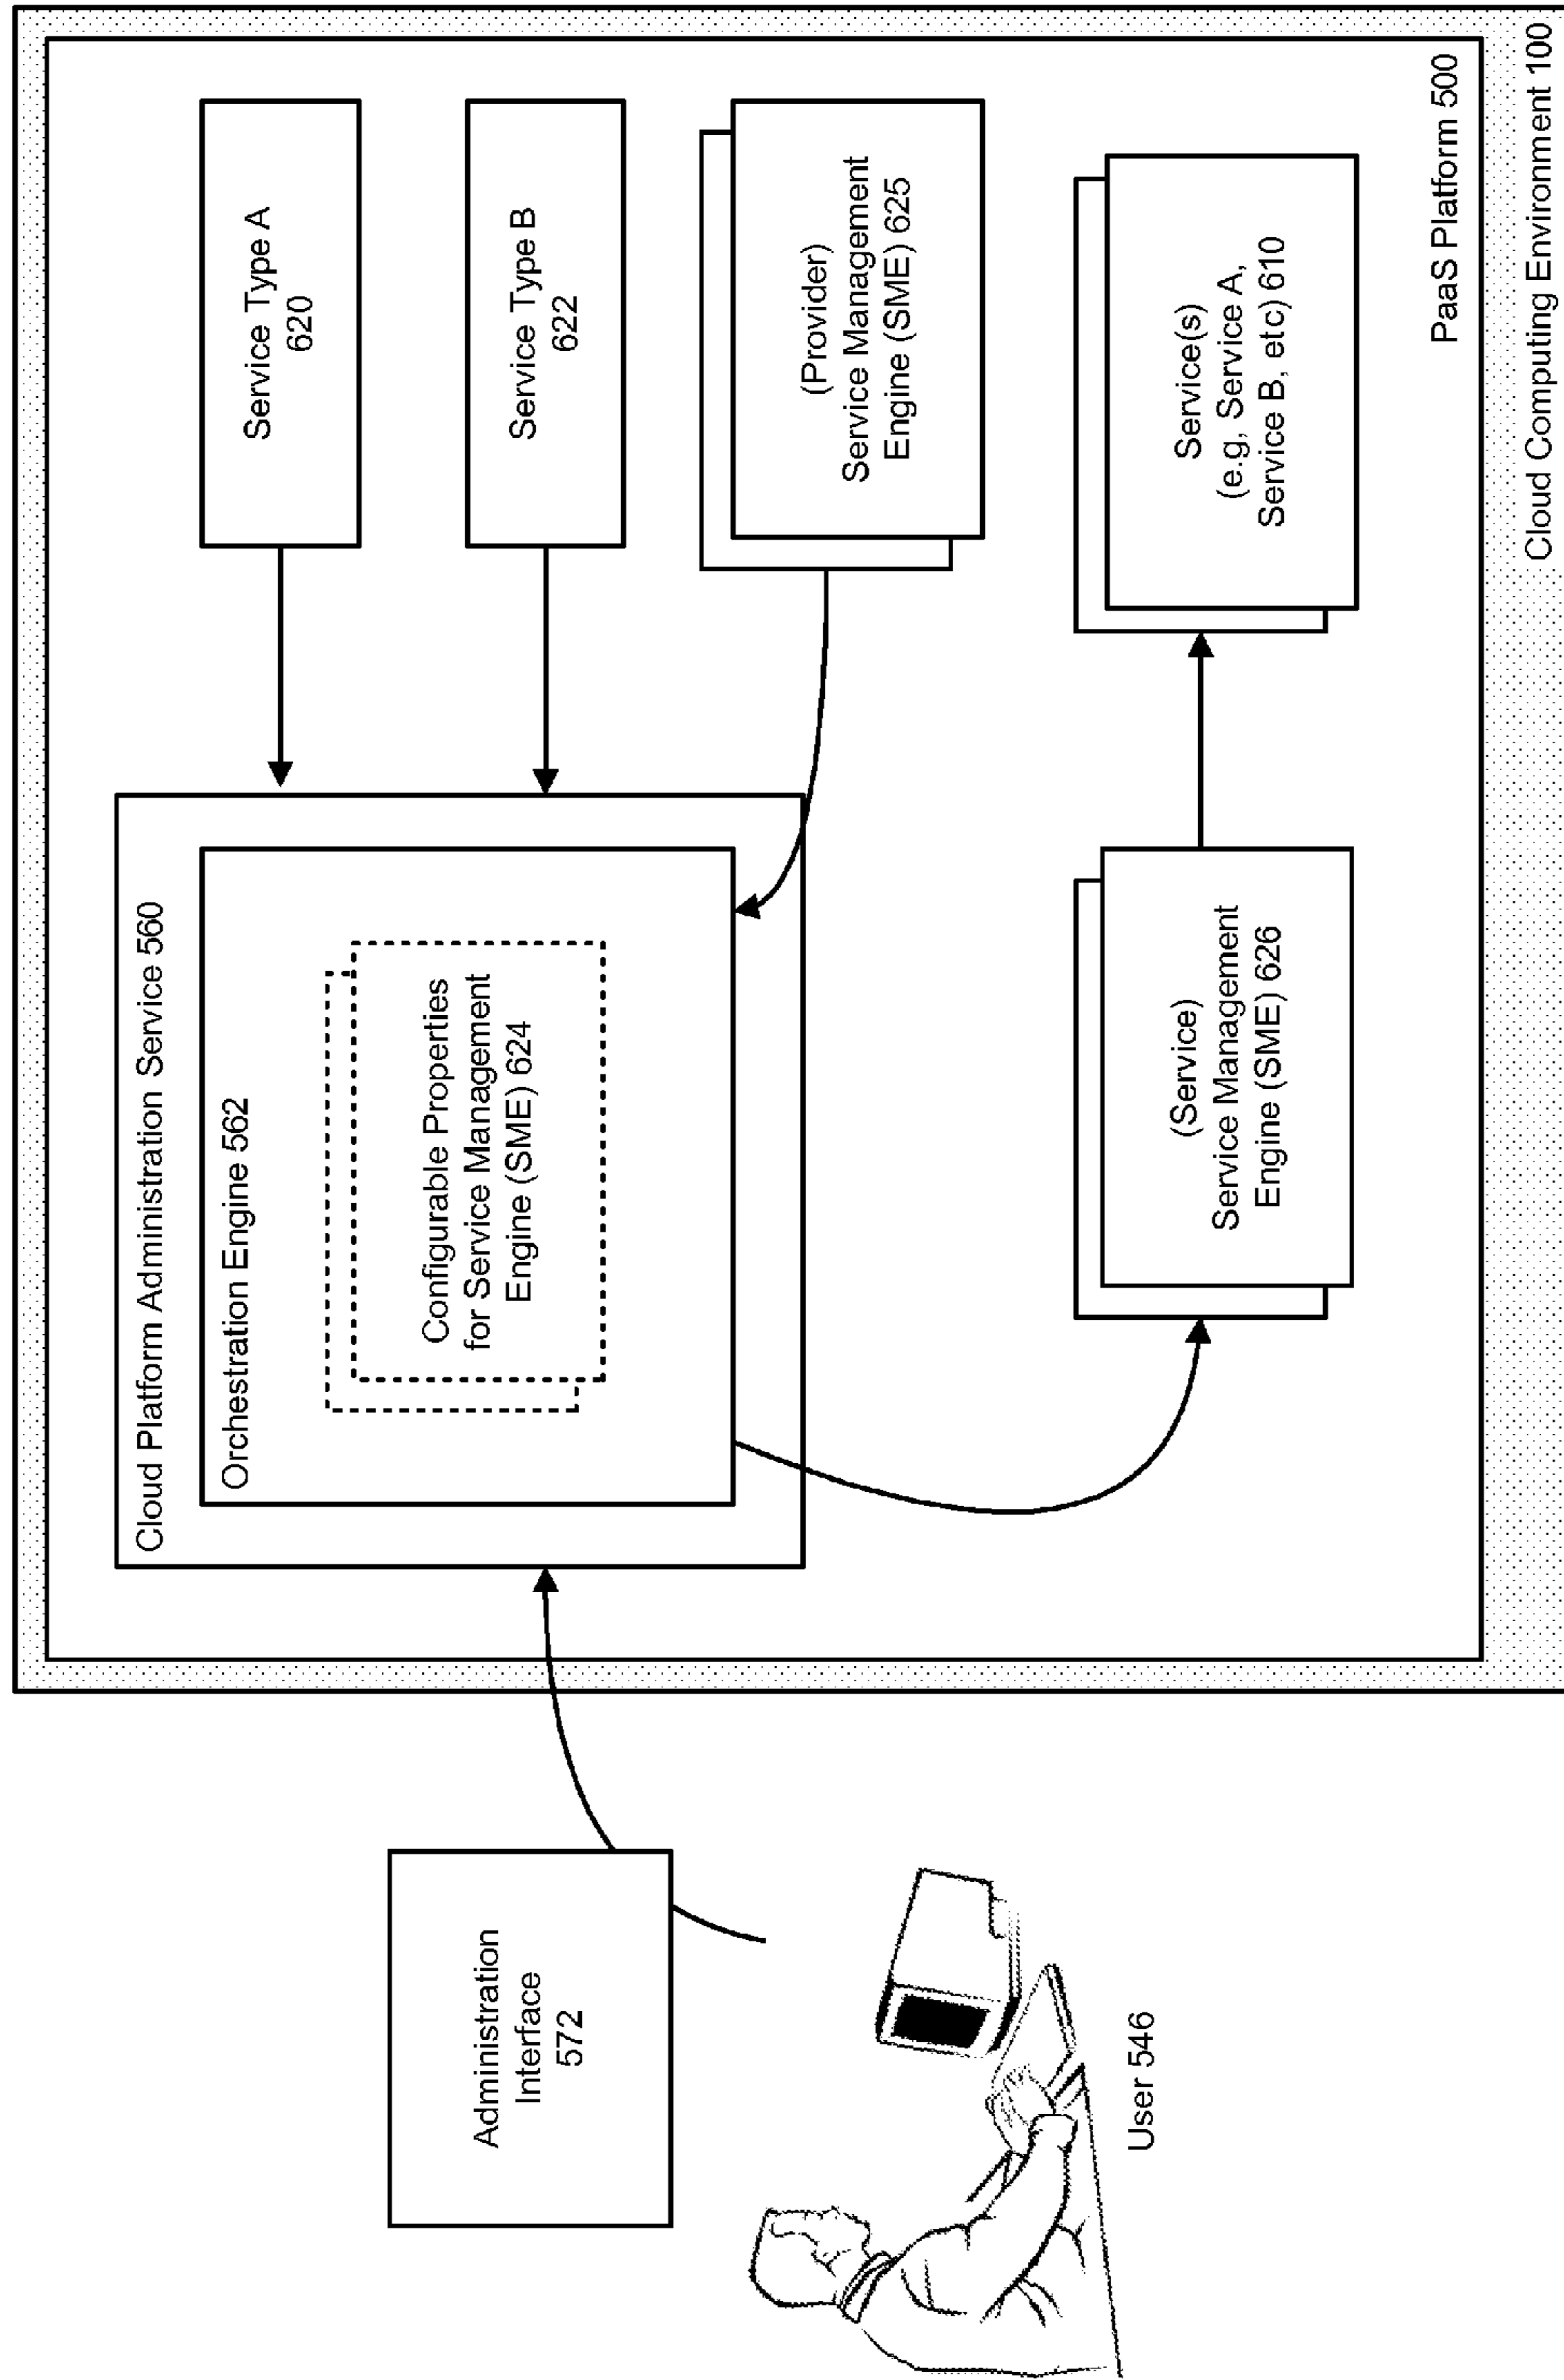 Cloud Platform Administration Service 560
Orchestration Engine 562
Configurable Properties
for Service Management
Engine (SME) 624
Service Type A
620
Service Type B
622
(Provider)
Service Management
Engine (SME) 625
Administration
Interface
572
User 546
(Service)
Service Management
Engine (SME) 626
Service(s)
(e.g, Service A,
Service B, etc) 610
PaaS Platform 500
Cloud Computing Environment 100